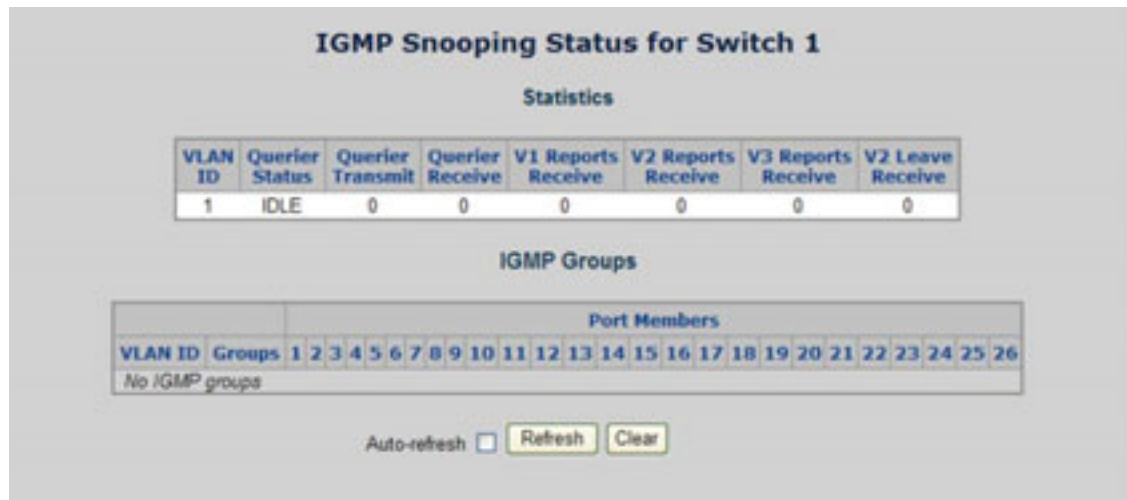 IGMP Snooping Status for Switch 1
Statistics
VLAN ID Querier Status Querier Transmit Querier Receive V1 Reports Receive V2 Reports Receive V3 Reports Receive V2 Leave Receive
1 IDLE 0 0 0 0 0 0
IGMP Groups
Port Members
VLAN ID Groups 1 2 3 4 5 6 7 8 9 10 11 12 13 14 15 16 17 18 19 20 21 22 23 24 25 26
No IGMP groups
Auto-refresh Refresh Clear